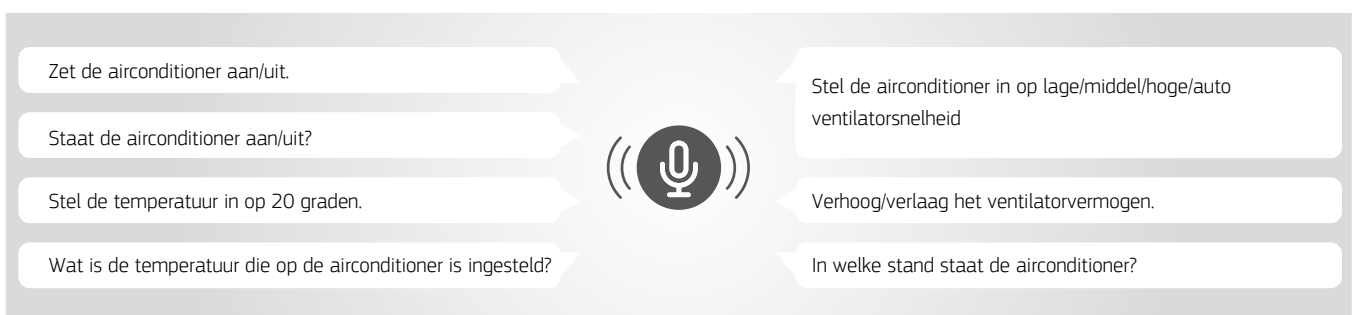 Zet de airconditioner aan/uit.
Staat de airconditioner aan/uit?
Stel de temperatuur in op 20 graden.
Wat is de temperatuur die op de airconditioner is ingesteld?
Stel de airconditioner in op lage/middel/hoge/auto
ventilatorsnelheid
Verhoog/verlaag het ventilatorvermogen.
In welke stand staat de airconditioner?